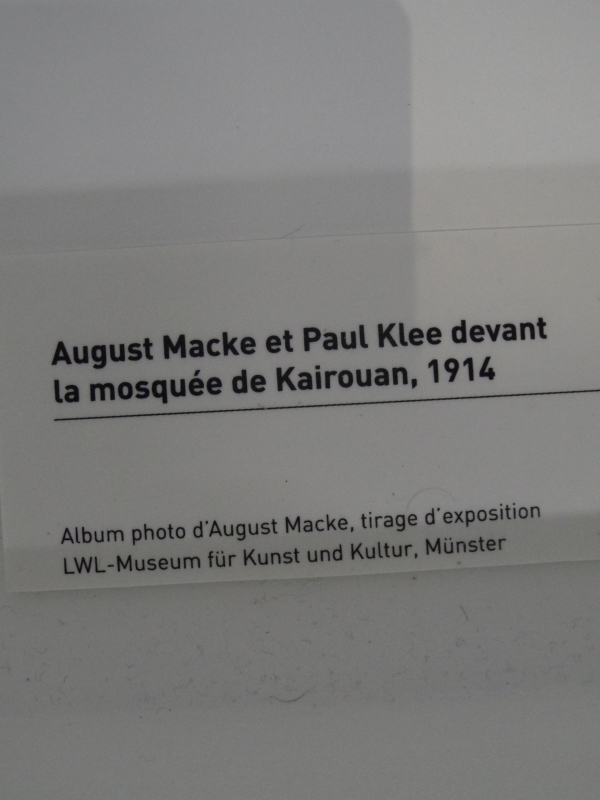 August Macke et Paul Klee devant
la mosquée de Kairouan, 1914
Album photo d'August Macke, tirage d'exposition
LWL-Museum für Kunst und Kultur, Münster